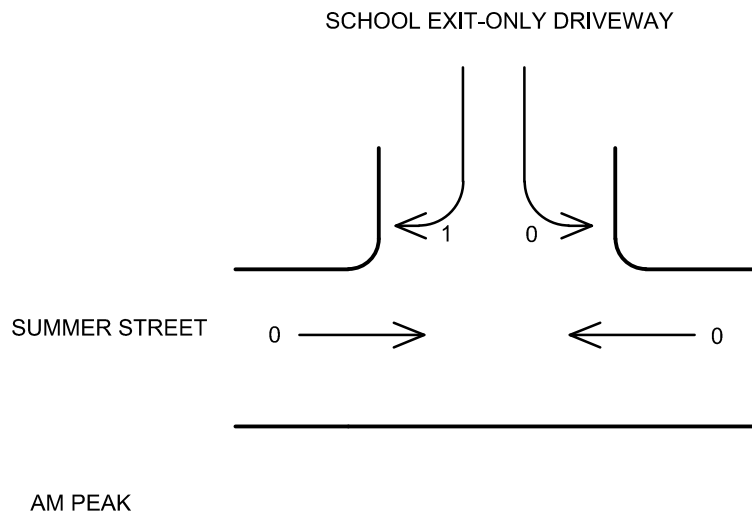 SCHOOL EXIT-ONLY DRIVEWAY
1 0
SUMMER STREET 0 0
AM PEAK